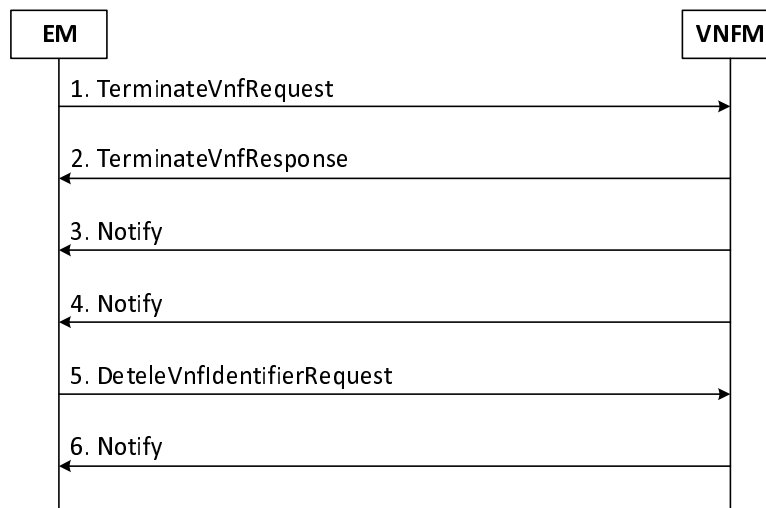 EM
VNFM
1. TerminateVnfRequest
2. TerminateVnfResponse
3. Notify
4. Notify
5. DeteleVnfIdentifierRequest
6. Notify